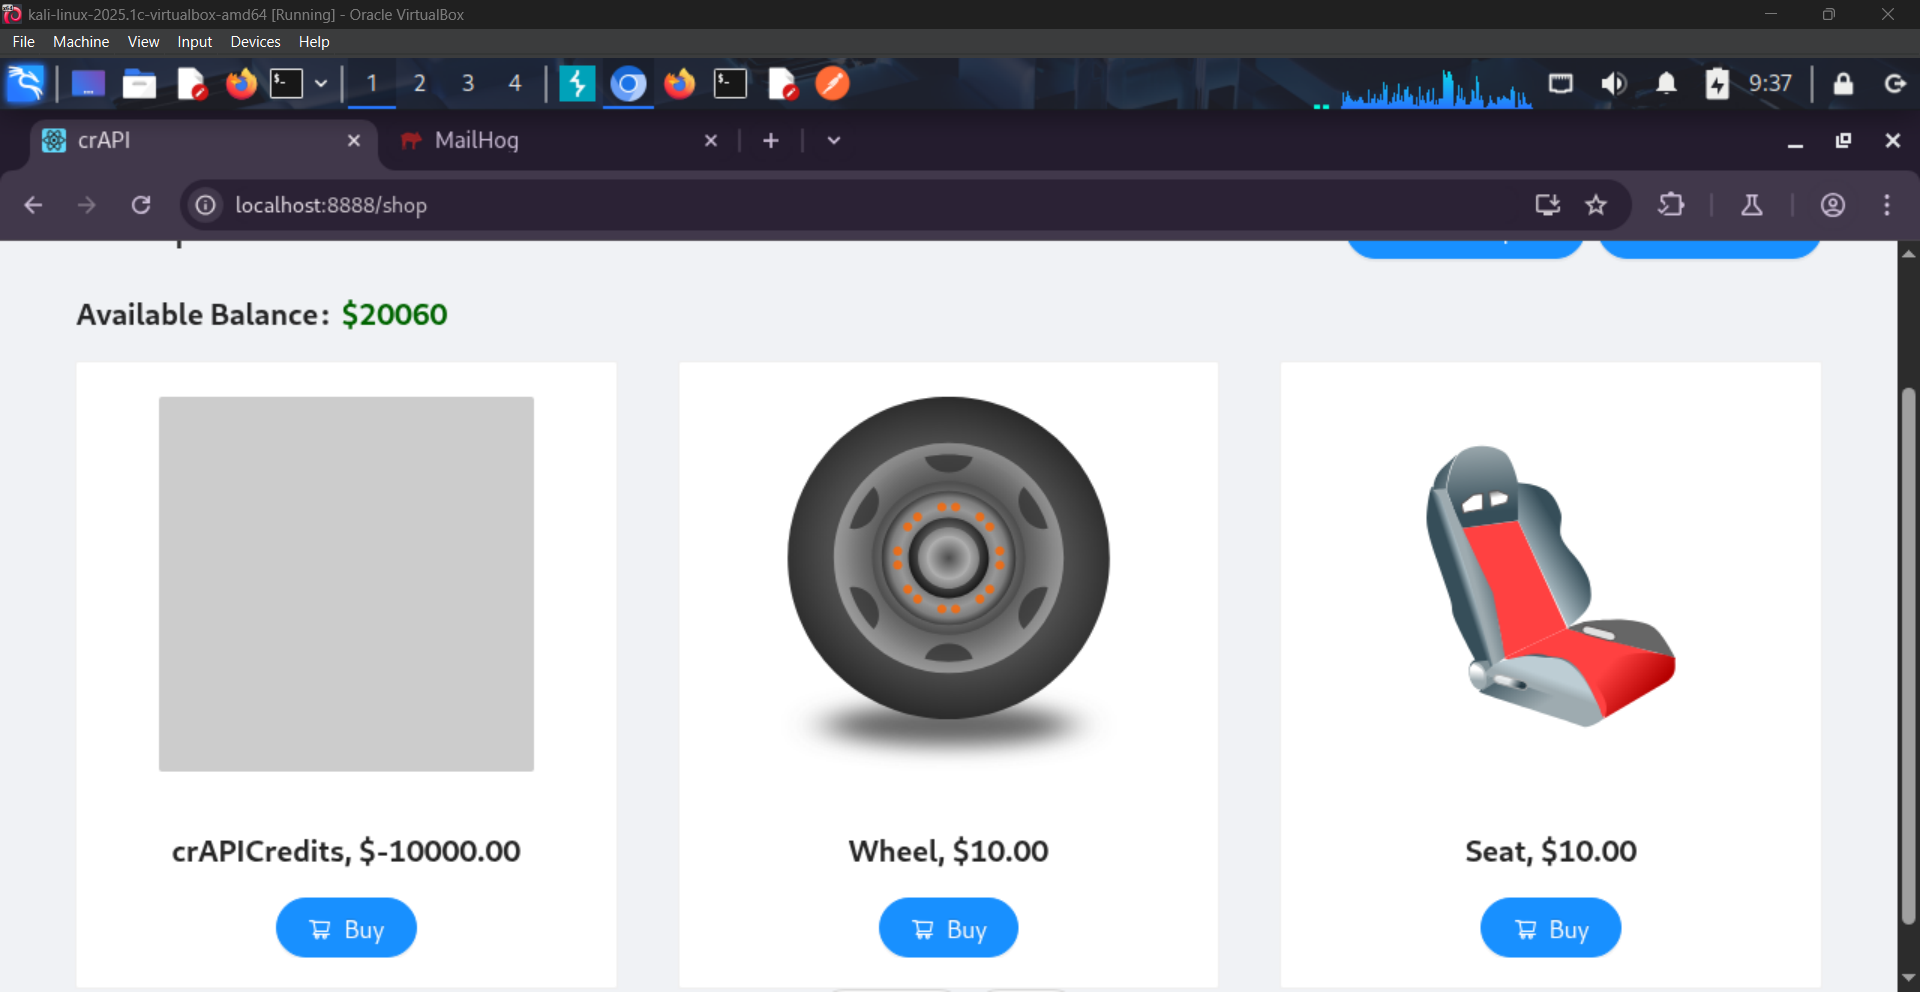 kali-linux-2025.1c-virtualbox-amd64 [Running] - Oracle VirtualBox
File Machine View Input Devices Help
1 2 3 4 9:37
crAPI MailHog
localhost:8888/shop
Available Balance: $20060
crAPICredits, $-10000.00 Wheel, $10.00 Seat, $10.00
Buy Buy Buy